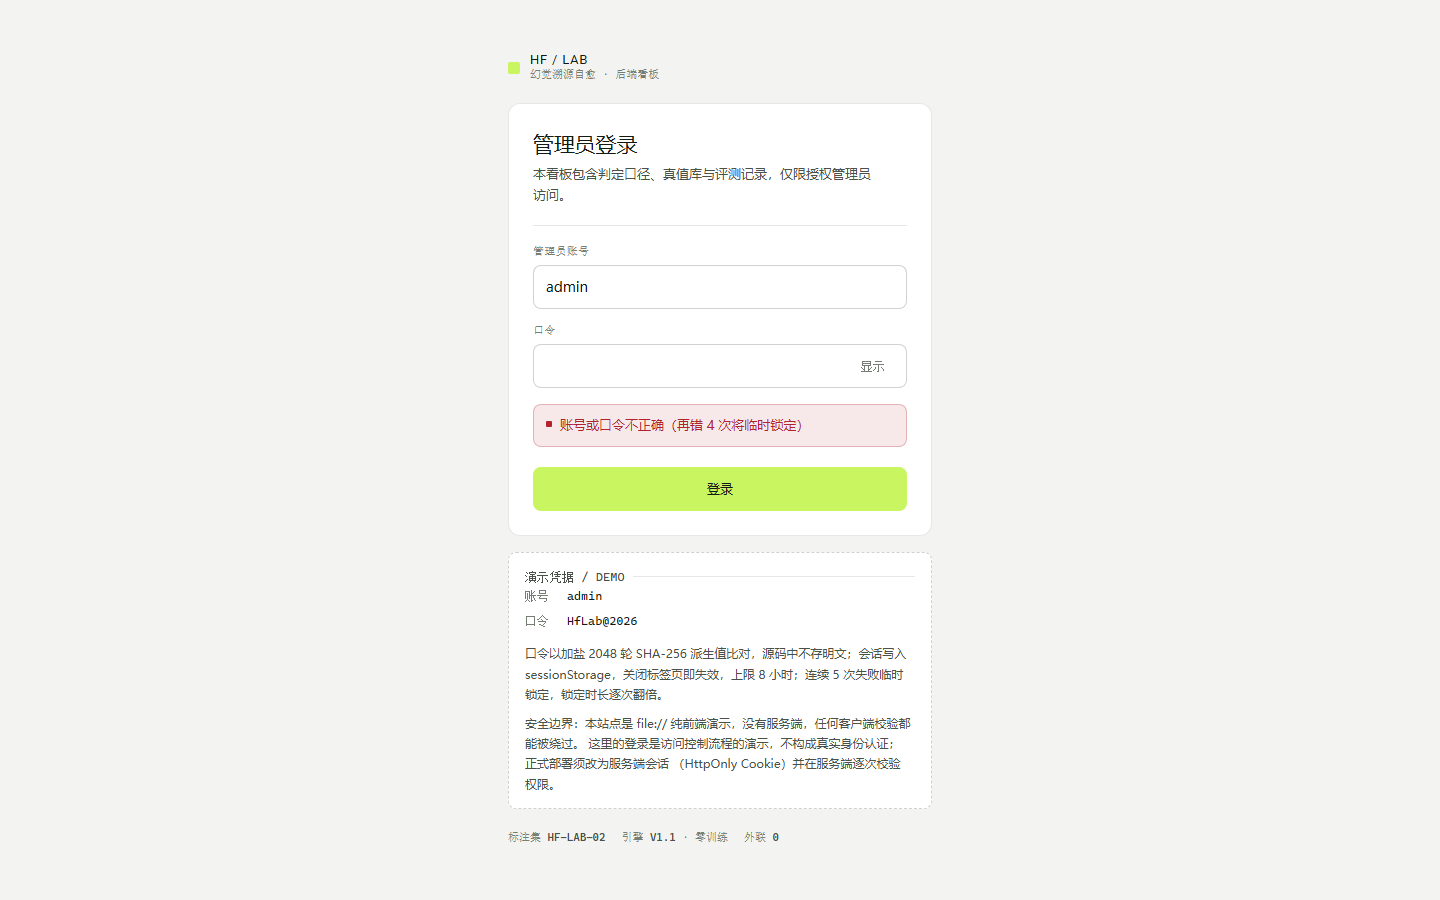 HF / LAB
幻觉溯源自愈 · 后端看板
管理员登录
本看板包含判定口径、真值库与评测记录，仅限授权管理员
访问。
管理员账号
admin
口令
显示
账号或口令不正确（再错 4 次将临时锁定）
登录
演示凭据 / DEMO
账号 admin
口令 HfLab@2026
口令以加盐 2048 轮 SHA-256 派生值比对，源码中不存明文；会话写入
sessionStorage，关闭标签页即失效，上限 8 小时；连续 5 次失败临时
锁定，锁定时长逐次翻倍。
安全边界：本站点是 file:// 纯前端演示，没有服务端，任何客户端校验都
能被绕过。 这里的登录是访问控制流程的演示，不构成真实身份认证；
正式部署须改为服务端会话 （HttpOnly Cookie）并在服务端逐次校验
权限。
标注集 HF-LAB-02 引擎 V1.1 · 零训练 外联 0